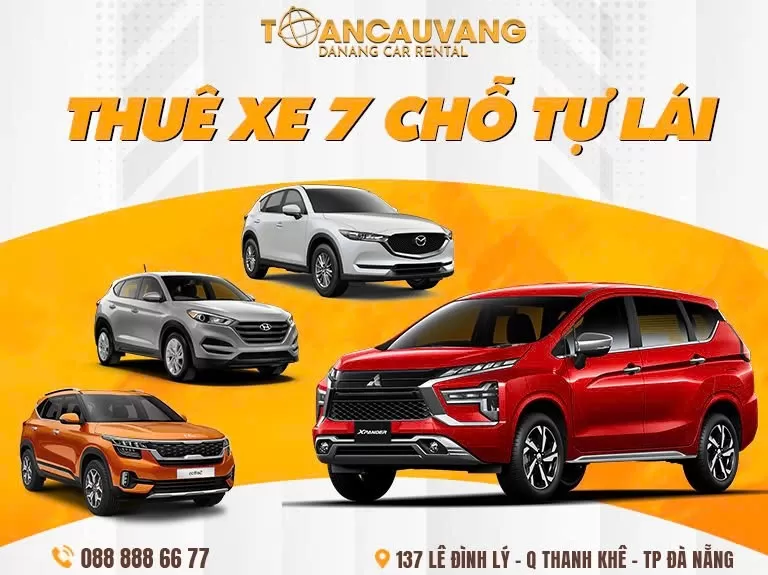 TOANCAUVANG
DANANG CAR RENTAL
THUÊ XE 7 CHỖ TỰ LÁI
XPANDER
088 888 66 77
137 LÊ ĐÌNH LÝ - Q THANH KHÊ - TP ĐÀ NẴNG